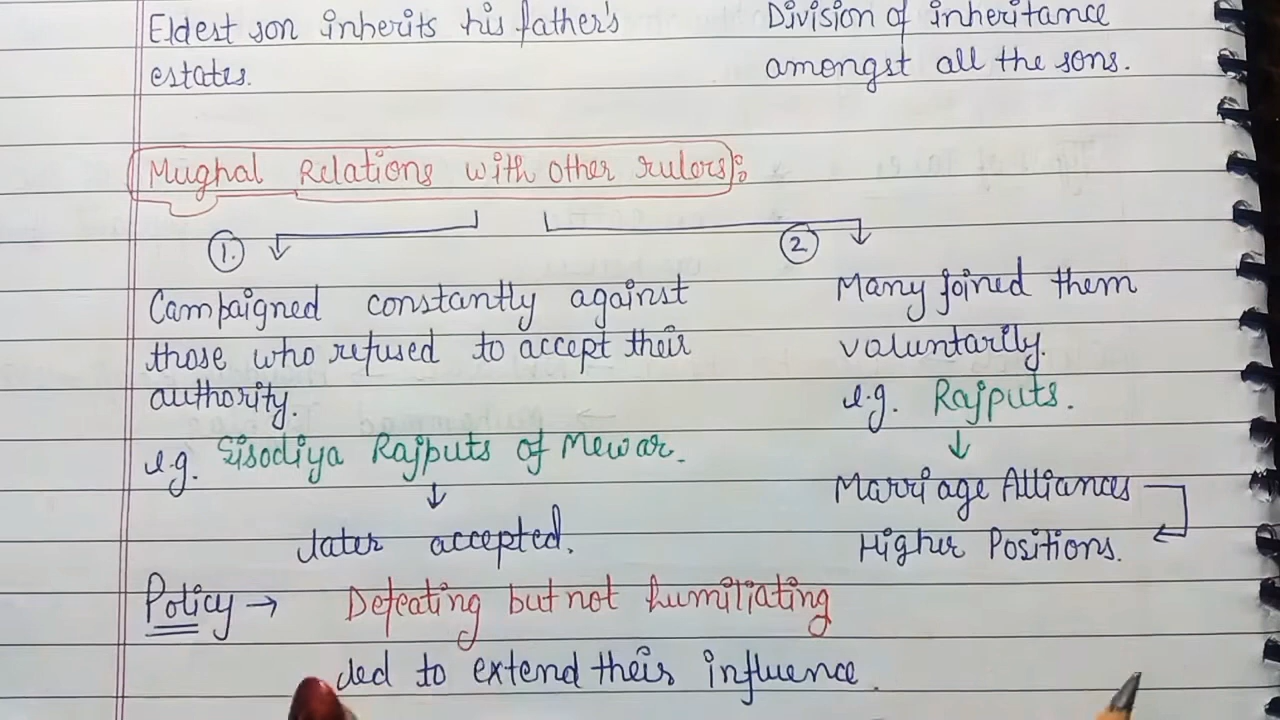 Eldest son inherits his father's
estates.
Division of inheritance
amongst all the sons.
Mughal Relations with other rulers:
1.
Campaigned constantly against
those who refused to accept their
authority.
e.g. Sisodiya Rajputs of Mewar.
↓
later accepted.
2
Many joined them
voluntarily.
e.g. Rajputs.
↓
Marriage Alliances
Higher Positions.
Policy → Defeating but not humiliating
led to extend their influence.